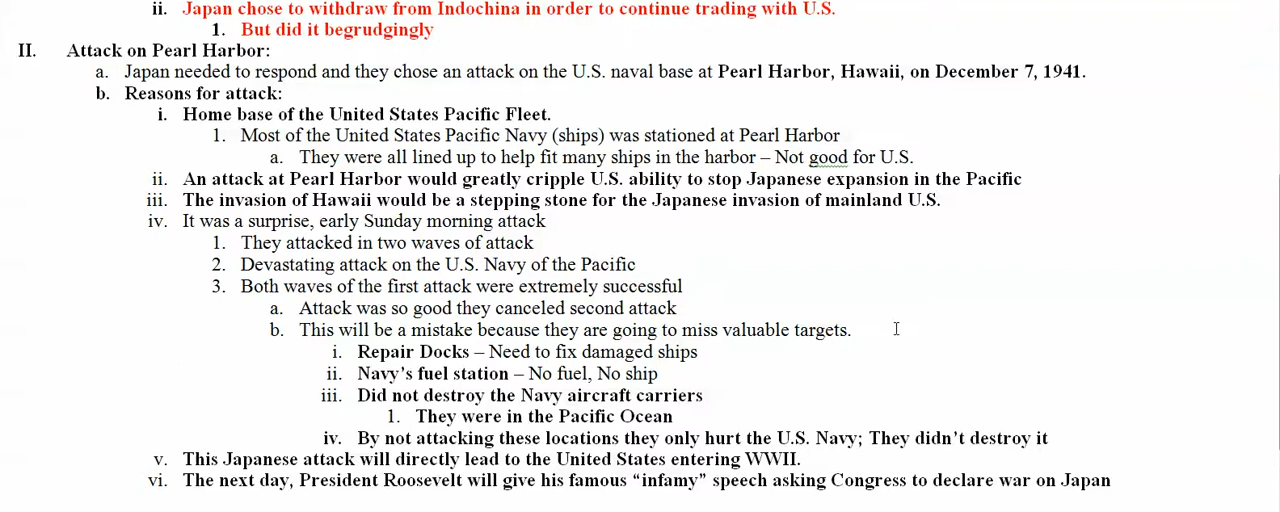 ii. Japan chose to withdraw from Indochina in order to continue trading with U.S.
1. But did it begrudgingly
II. Attack on Pearl Harbor:
a. Japan needed to respond and they chose an attack on the U.S. naval base at Pearl Harbor, Hawaii, on December 7, 1941.
b. Reasons for attack:
i. Home base of the United States Pacific Fleet.
1. Most of the United States Pacific Navy (ships) was stationed at Pearl Harbor
a. They were all lined up to help fit many ships in the harbor – Not good for U.S.
ii. An attack at Pearl Harbor would greatly cripple U.S. ability to stop Japanese expansion in the Pacific
iii. The invasion of Hawaii would be a stepping stone for the Japanese invasion of mainland U.S.
iv. It was a surprise, early Sunday morning attack
1. They attacked in two waves of attack
2. Devastating attack on the U.S. Navy of the Pacific
3. Both waves of the first attack were extremely successful
a. Attack was so good they canceled second attack
b. This will be a mistake because they are going to miss valuable targets.
i. Repair Docks – Need to fix damaged ships
ii. Navy's fuel station – No fuel, No ship
iii. Did not destroy the Navy aircraft carriers
1. They were in the Pacific Ocean
iv. By not attacking these locations they only hurt the U.S. Navy; They didn't destroy it
v. This Japanese attack will directly lead to the United States entering WWII.
vi. The next day, President Roosevelt will give his famous “infamy” speech asking Congress to declare war on Japan